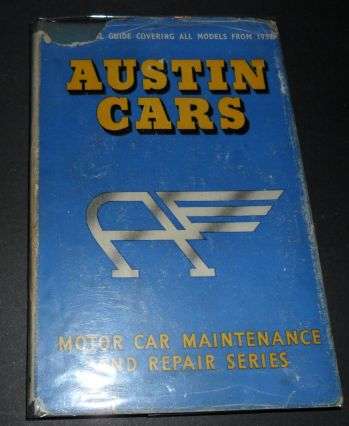 GUIDE COVERING ALL MODELS FROM
AUSTIN
CARS
MOTOR CAR MAINTENANCE
AND REPAIR SERIES